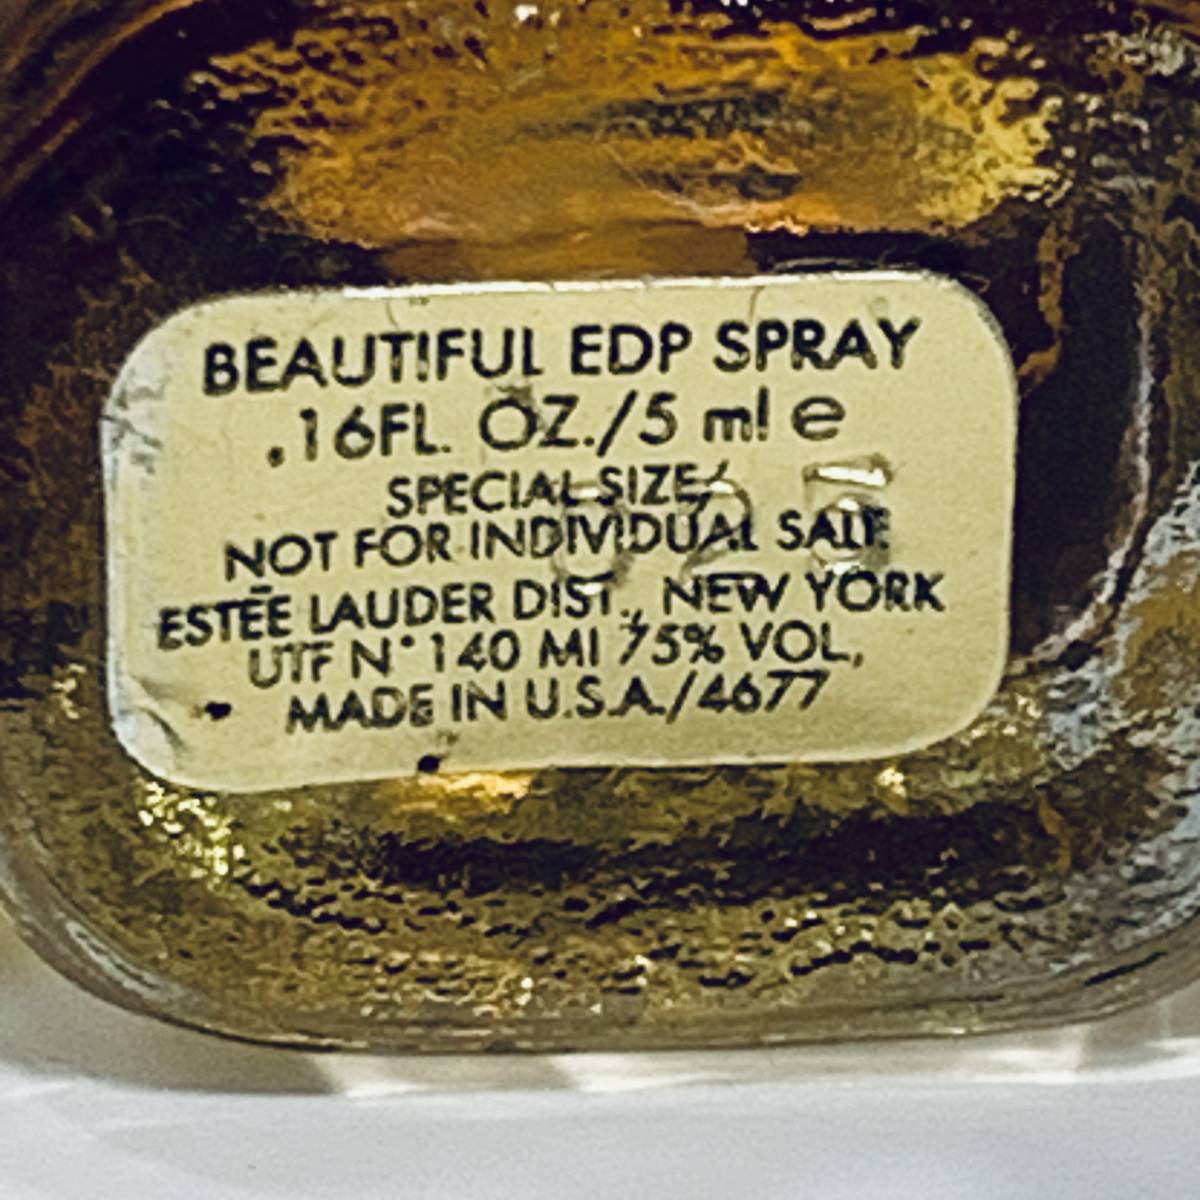 BEAUTIFUL EDP SPRAY
.16FL. OZ./5 ml e
SPECIAL SIZE/
NOT FOR INDIVIDUAL SALE
ESTĒE LAUDER DIST., NEW YORK
UTF N° 140 MI 75% VOL,
MADE IN U.S.A./4677